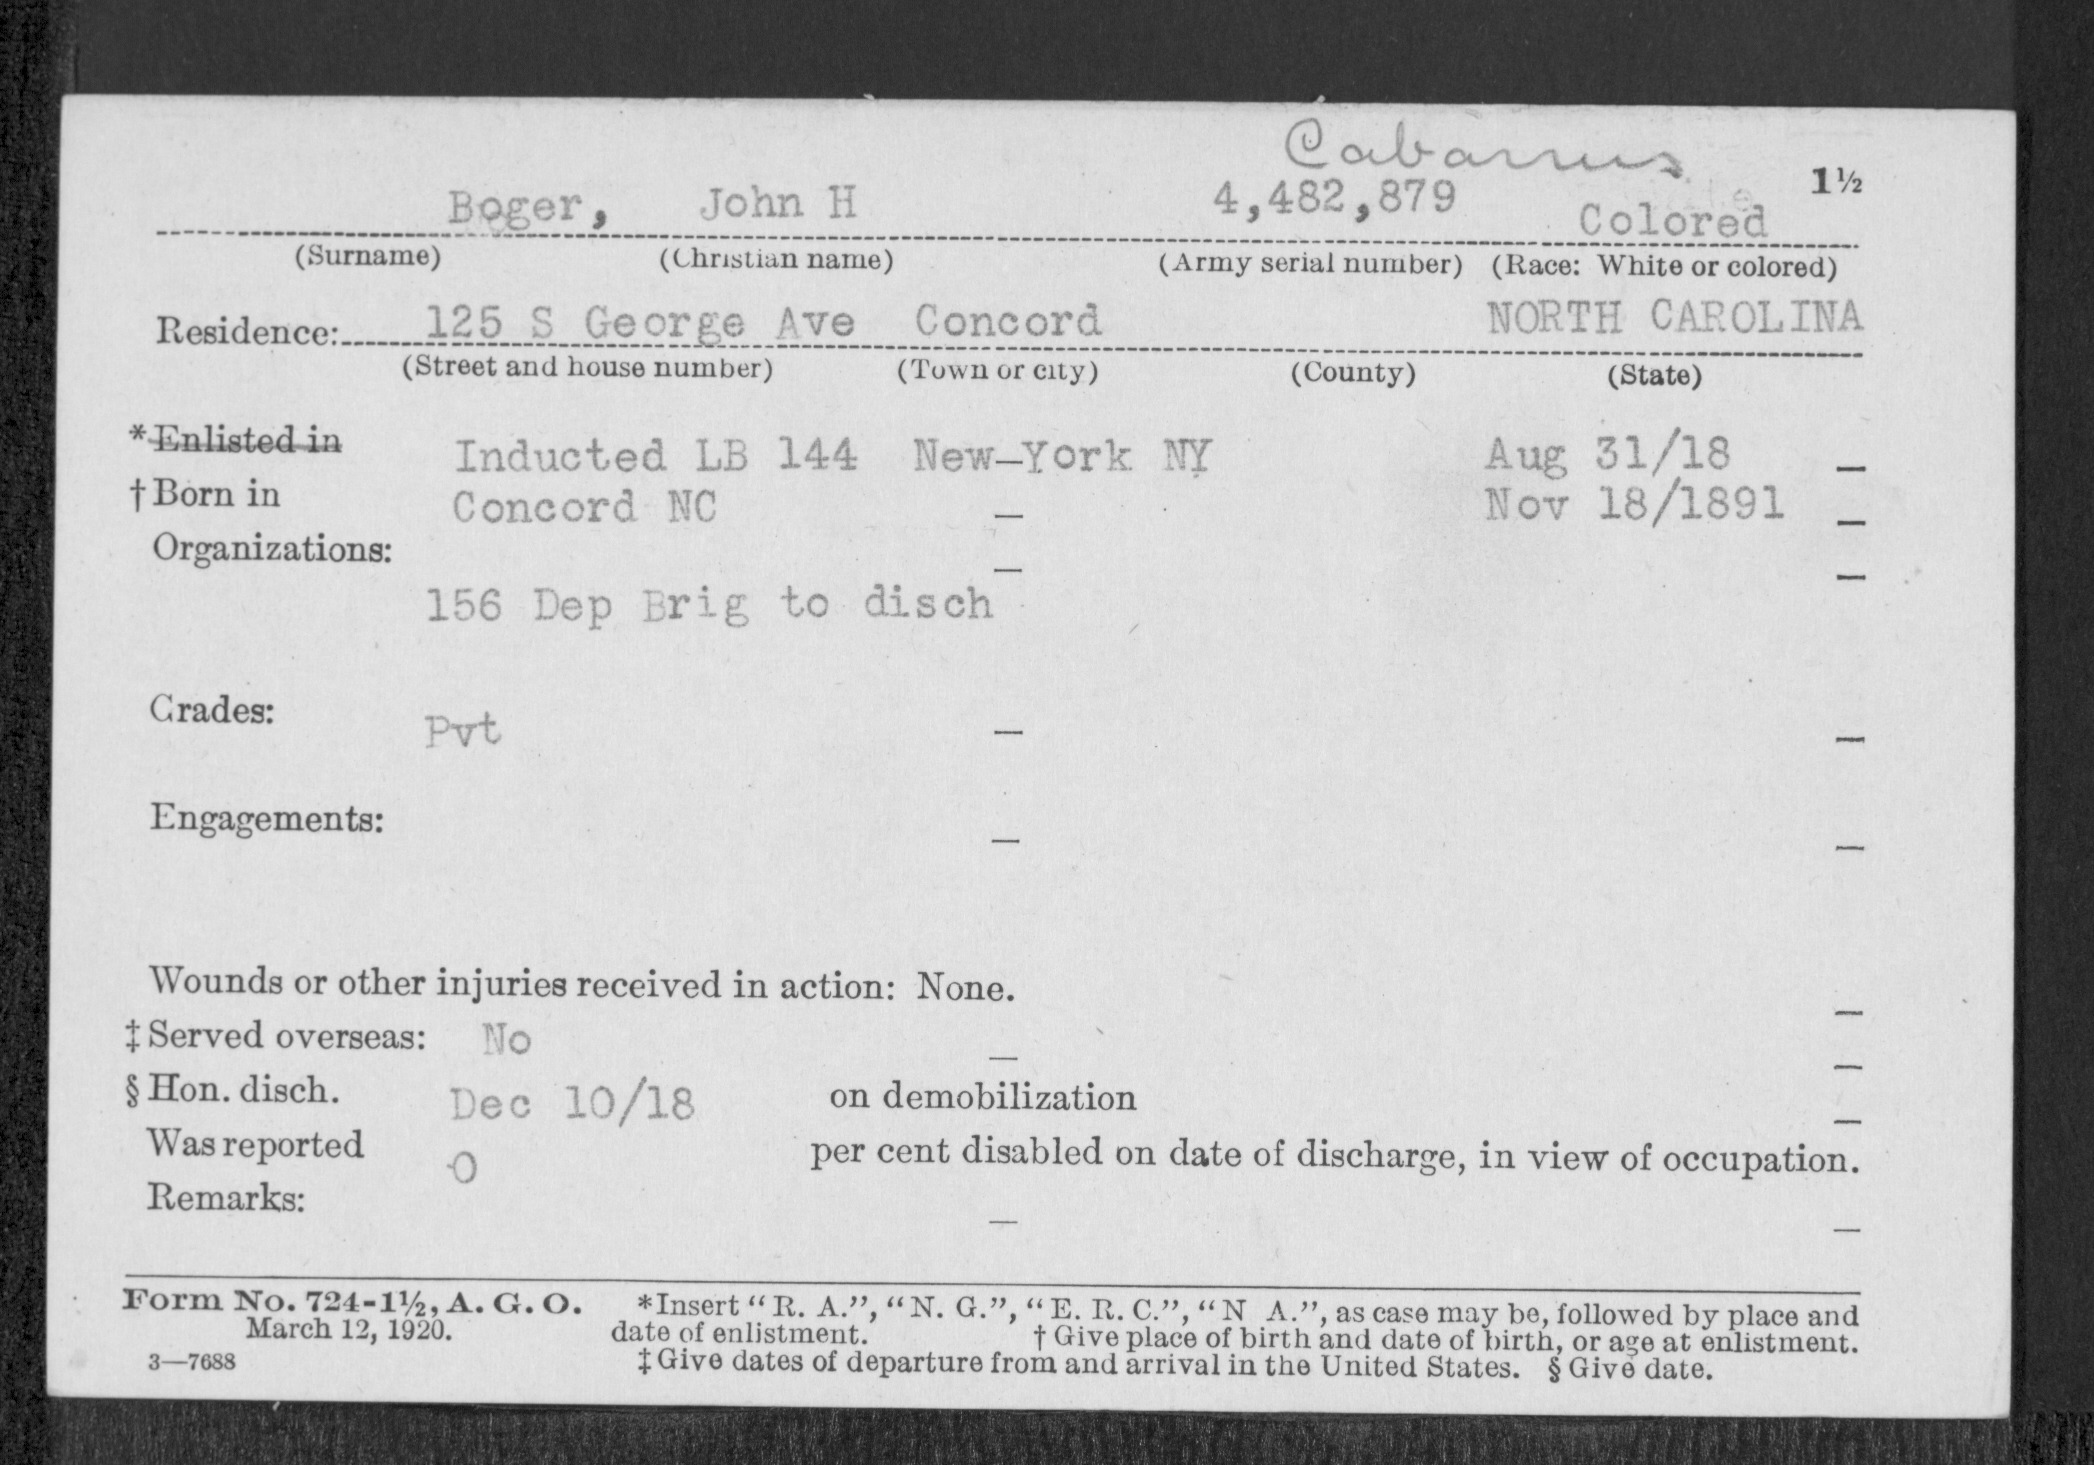 Cabarrus
Boger, John H 4,482,879 Colored 1½
(Surname) (Christian name) (Army serial number) (Race: White or colored)
Residence: 125 S George Ave Concord NORTH CAROLINA
(Street and house number) (Town or city) (County) (State)
*Enlisted in Inducted LB 144 New-York NY Aug 31/18 —
†Born in Concord NC — Nov 18/1891 —
Organizations: — —
156 Dep Brig to disch
Grades: Pvt — —
Engagements: — —
Wounds or other injuries received in action: None. —
‡Served overseas: No — —
§Hon. disch. Dec 10/18 on demobilization —
Was reported 0 per cent disabled on date of discharge, in view of occupation.
Remarks: — —
Form No. 724-1½, A. G. O. *Insert "R. A.", "N. G.", "E. R. C.", "N A.", as case may be, followed by place and
March 12, 1920. date of enlistment. †Give place of birth and date of birth, or age at enlistment.
3—7688 ‡Give dates of departure from and arrival in the United States. §Give date.